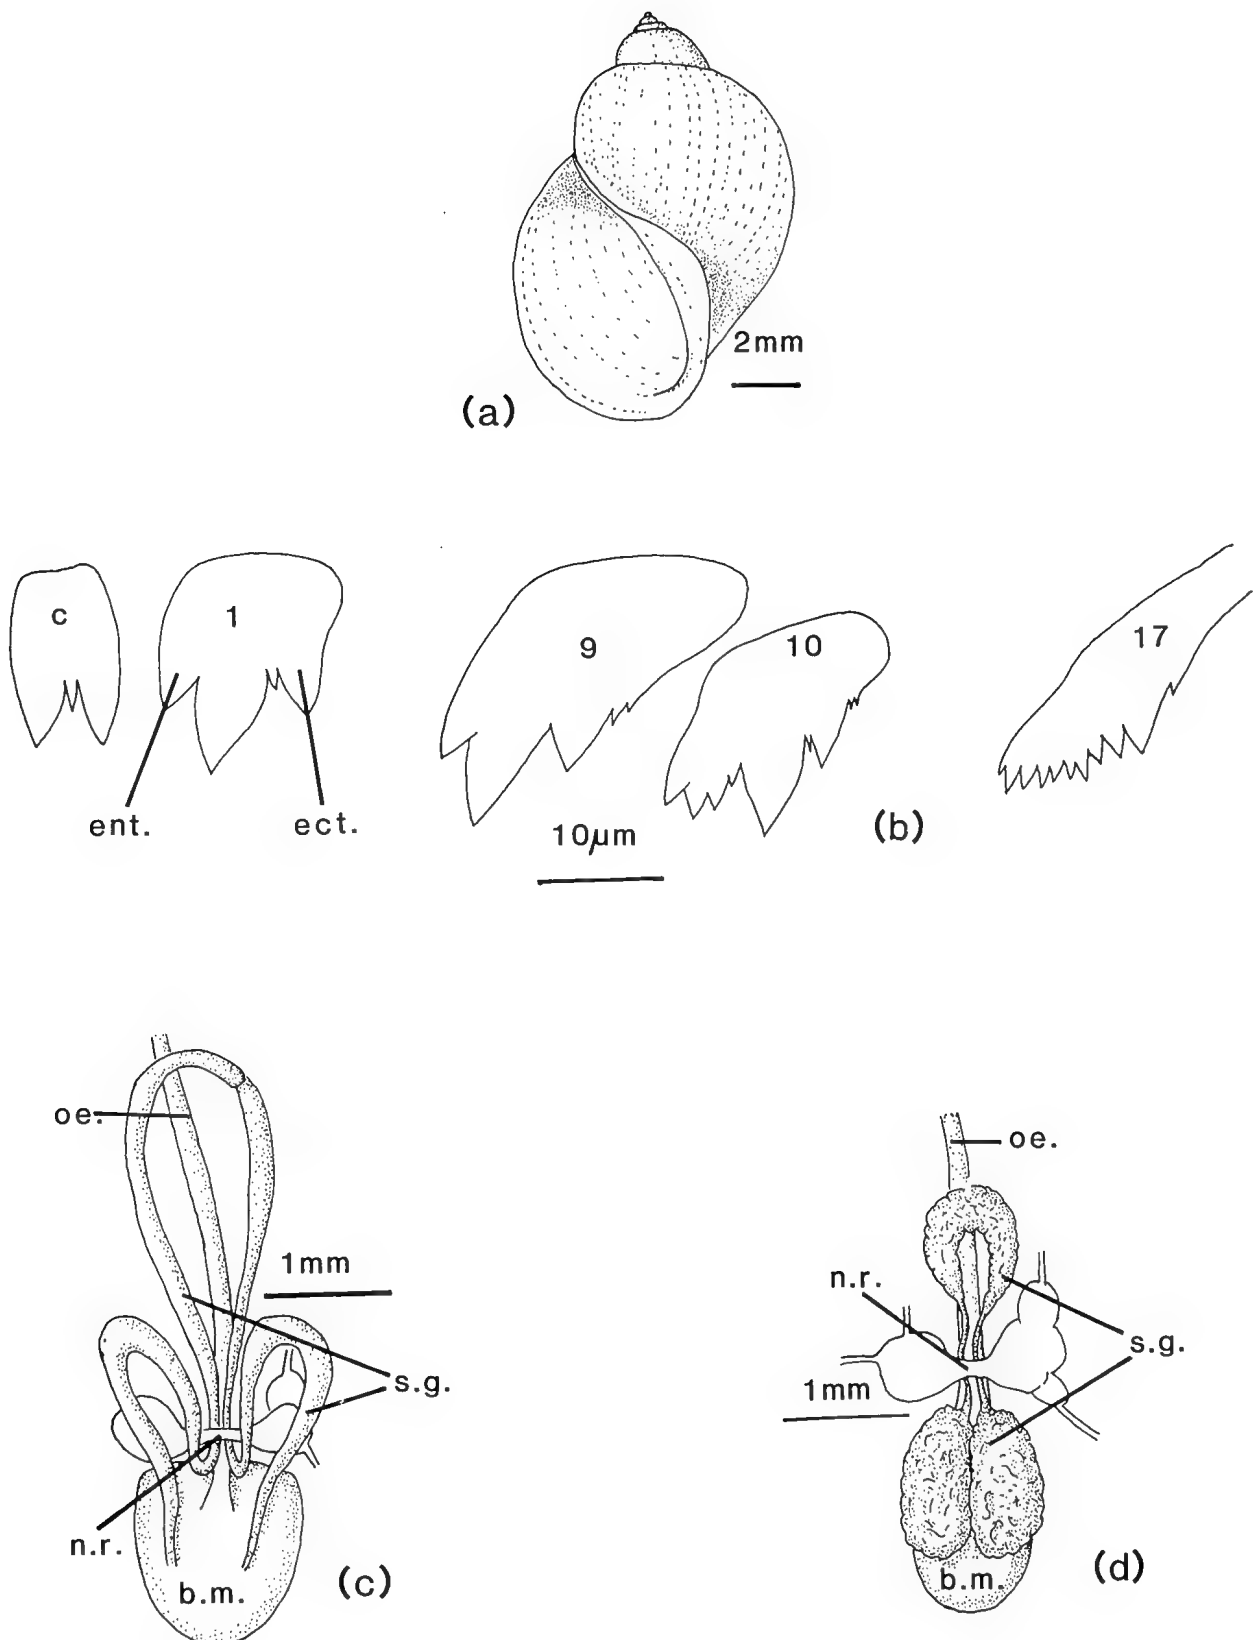 2mm
(a)
c
1
9
10
17
ent.
ect.
10µm
(b)
oe.
1mm
s.g.
n.r.
b.m.
(c)
oe.
n.r.
s.g.
1mm
b.m.
(d)